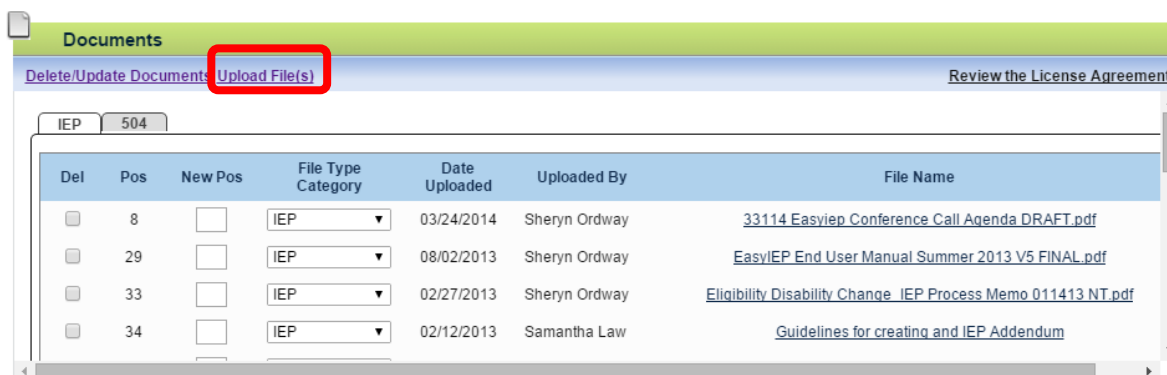 Documents
Delete/Update Documents Upload File(s) Review the License Agreement
IEP 504
Del Pos New Pos File Type Category Date Uploaded Uploaded By File Name
8 IEP 03/24/2014 Sheryn Ordway 33114 Easyiep Conference Call Agenda DRAFT.pdf
29 IEP 08/02/2013 Sheryn Ordway EasyIEP End User Manual Summer 2013 V5 FINAL.pdf
33 IEP 02/27/2013 Sheryn Ordway Eligibility Disability Change_IEP Process Memo 011413 NT.pdf
34 IEP 02/12/2013 Samantha Law Guidelines for creating and IEP Addendum